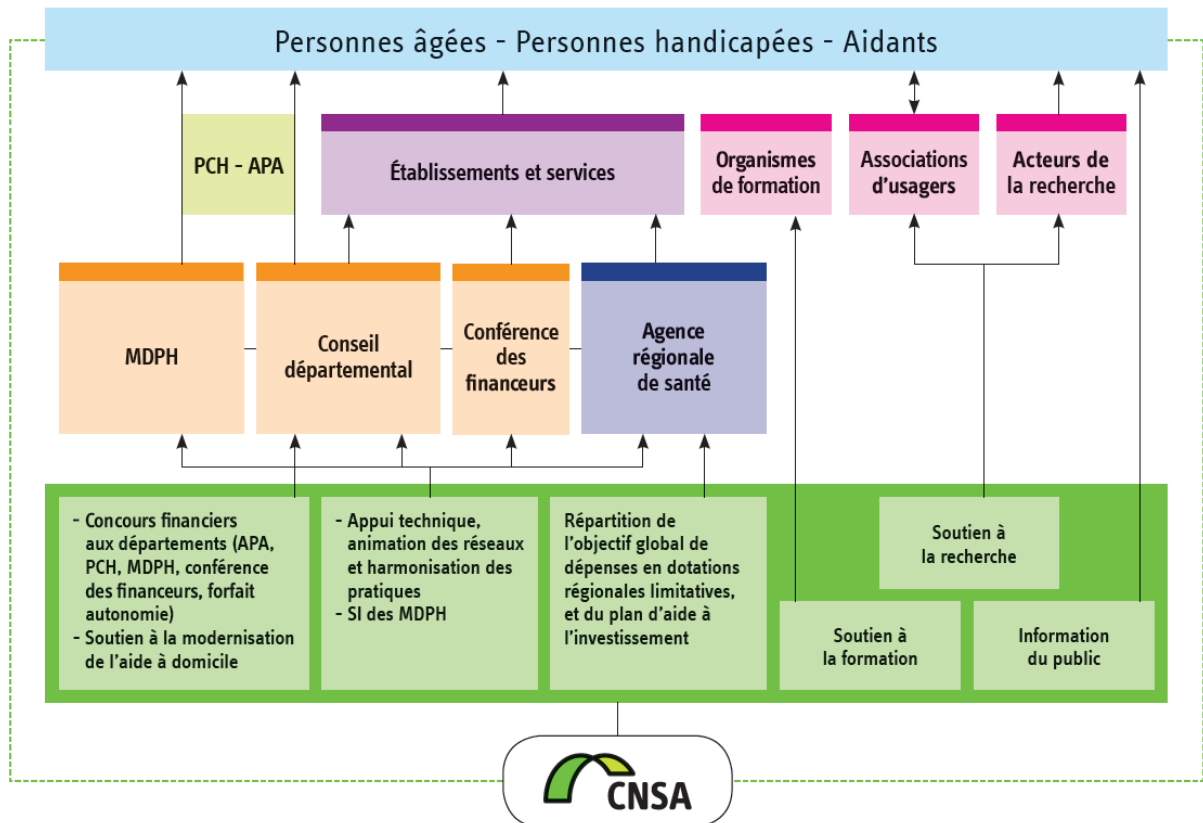 Personnes âgées - Personnes handicapées - Aidants
PCH - APA
Établissements et services
Organismes
de formation
Associations
d'usagers
Acteurs de
la recherche
MDPH
Conseil
départemental
Conférence
des
financeurs
Agence
régionale
de santé
- Concours financiers
aux départements (APA,
PCH, MDPH, conférence
des financeurs, forfait
autonomie)
- Soutien à la modernisation
de l'aide à domicile
- Appui technique,
animation des réseaux
et harmonisation des
pratiques
- SI des MDPH
Répartition de
l'objectif global de
dépenses en dotations
régionales limitatives,
et du plan d'aide à
l'investissement
Soutien à
la recherche
Soutien à
la formation
Information
du public
CNSA